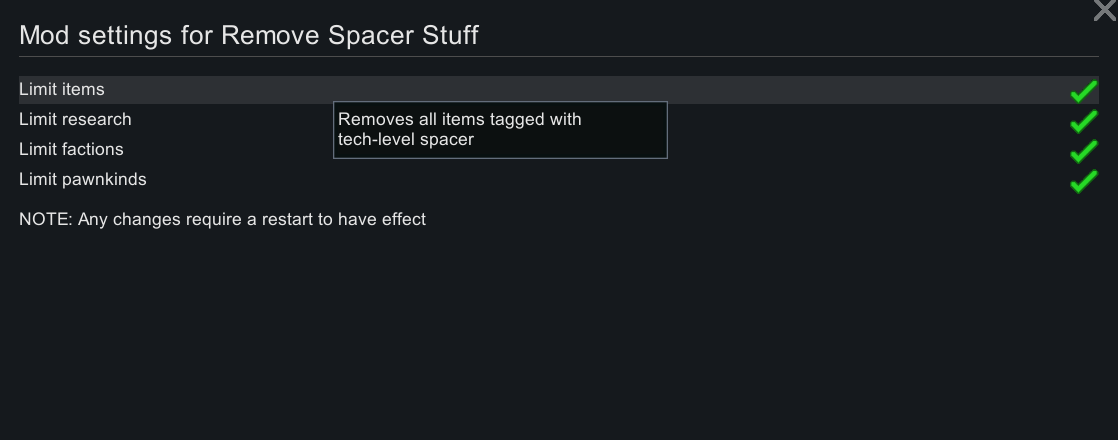 Mod settings for Remove Spacer Stuff
Limit items
Limit research
Removes all items tagged with
tech-level spacer
Limit factions
Limit pawnkinds
NOTE: Any changes require a restart to have effect